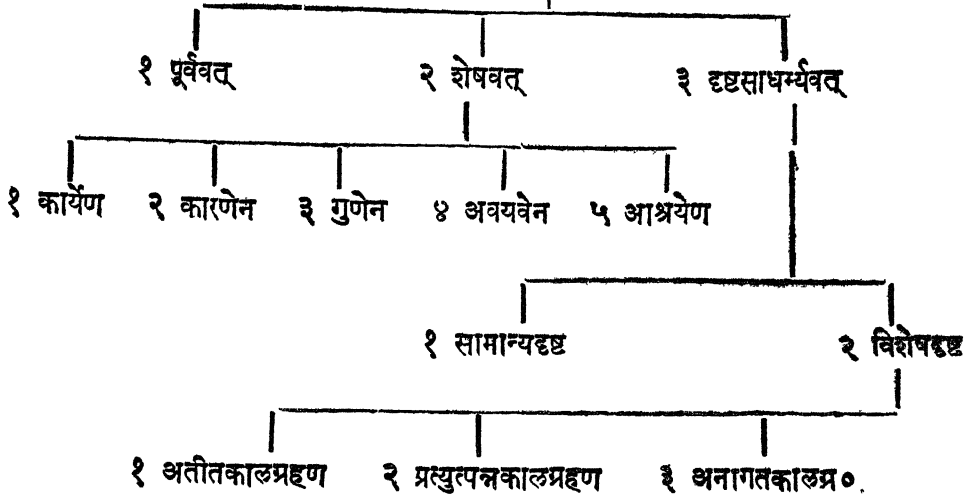 १ पूर्ववत् २ शेषवत् ३ दृष्टसाधर्म्यवत्
१ कार्येण २ कारणेन ३ गुणेन ४ अवयवेन ५ आश्रयेण
१ सामान्यदृष्ट २ विशेषदृष्ट
१ अतीतकालग्रहण २ प्रत्युत्पन्नकालग्रहण ३ अनागतकालग्र०.